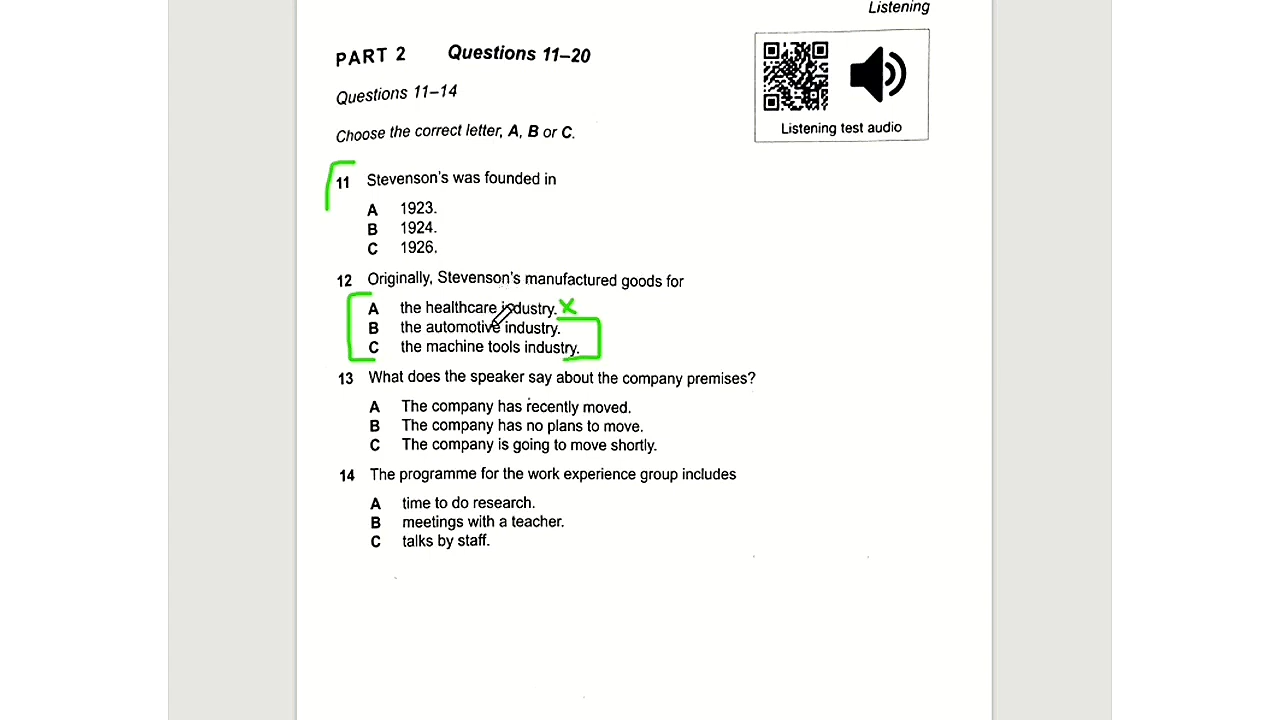 Listening
PART 2 Questions 11–20
Questions 11–14
Choose the correct letter, A, B or C.
Listening test audio
11 Stevenson's was founded in
A 1923.
B 1924.
C 1926.
12 Originally, Stevenson's manufactured goods for
A the healthcare industry. x
B the automotive industry.
C the machine tools industry.
13 What does the speaker say about the company premises?
A The company has recently moved.
B The company has no plans to move.
C The company is going to move shortly.
14 The programme for the work experience group includes
A time to do research.
B meetings with a teacher.
C talks by staff.